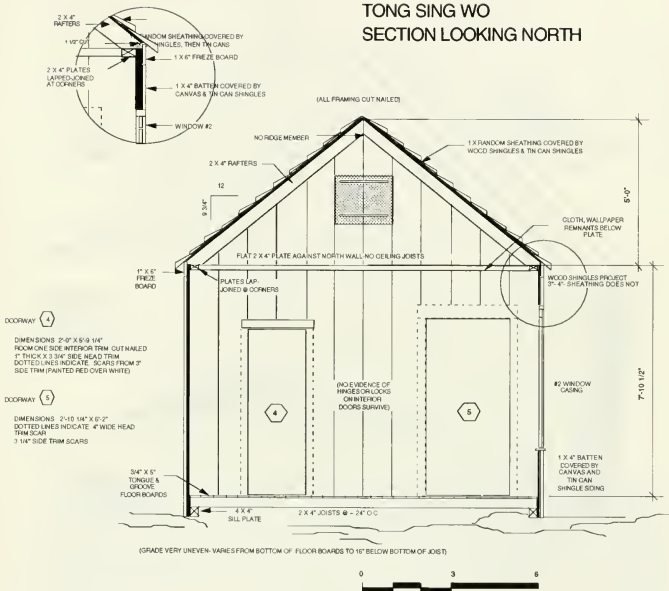 TONG SING WO
SECTION LOOKING NORTH
2 X 4"
RAFTERS
RANDOM SHEATHING COVERED BY
SHINGLES, THEN TIN CANS
1 1/2" CUT
1 X 6" FRIEZE BOARD
2 X 4" PLATES
LAPPED-JOINED
AT CORNERS
1 X 4" BATTEN COVERED BY
CANVAS & TIN CAN SHINGLES
WINDOW #2
(ALL FRAMING CUT NAILED)
NO RIDGE MEMBER
1 X RANDOM SHEATHING COVERED BY
WOOD SHINGLES & TIN CAN SHINGLES
2 X 4" RAFTERS
12
9 3/4"
5'-0"
CLOTH, WALLPAPER
REMNANTS BELOW
PLATE
FLAT 2 X 4" PLATE AGAINST NORTH WALL-NO CEILING JOISTS
1" X 6"
FRIEZE
BOARD
PLATES LAP-
JOINED @ CORNERS
WOOD SHINGLES PROJECT
3"- 4"- SHEATHING DOES NOT
DOORWAY 4
DIMENSIONS 2'-0" X 5'-9 1/4"
ROOM ONE SIDE INTERIOR TRIM CUT NAILED
1" THICK X 3 3/4" SIDE HEAD TRIM
DOTTED LINES INDICATE SCARS FROM 3"
SIDE TRIM (PAINTED RED OVER WHITE)
DOORWAY 5
DIMENSIONS 2'-10 1/4" X 6'-2"
DOTTED LINES INDICATE 4" WIDE HEAD
TRIM SCAR
3 1/4" SIDE TRIM SCARS
4
(NO EVIDENCE OF
HINGES OR LOCKS
ON INTERIOR
DOORS SURVIVE)
5
#2 WINDOW
CASING
7'-10 1/2"
1 X 4" BATTEN
COVERED BY
CANVAS AND
TIN CAN
SHINGLE SIDING
3/4" X 5"
TONGUE &
GROOVE
FLOOR BOARDS
4 X 4"
SILL PLATE
2 X 4" JOISTS @ ~ 24" O C
(GRADE VERY UNEVEN- VARIES FROM BOTTOM OF FLOOR BOARDS TO 16" BELOW BOTTOM OF JOIST)
0 3 6